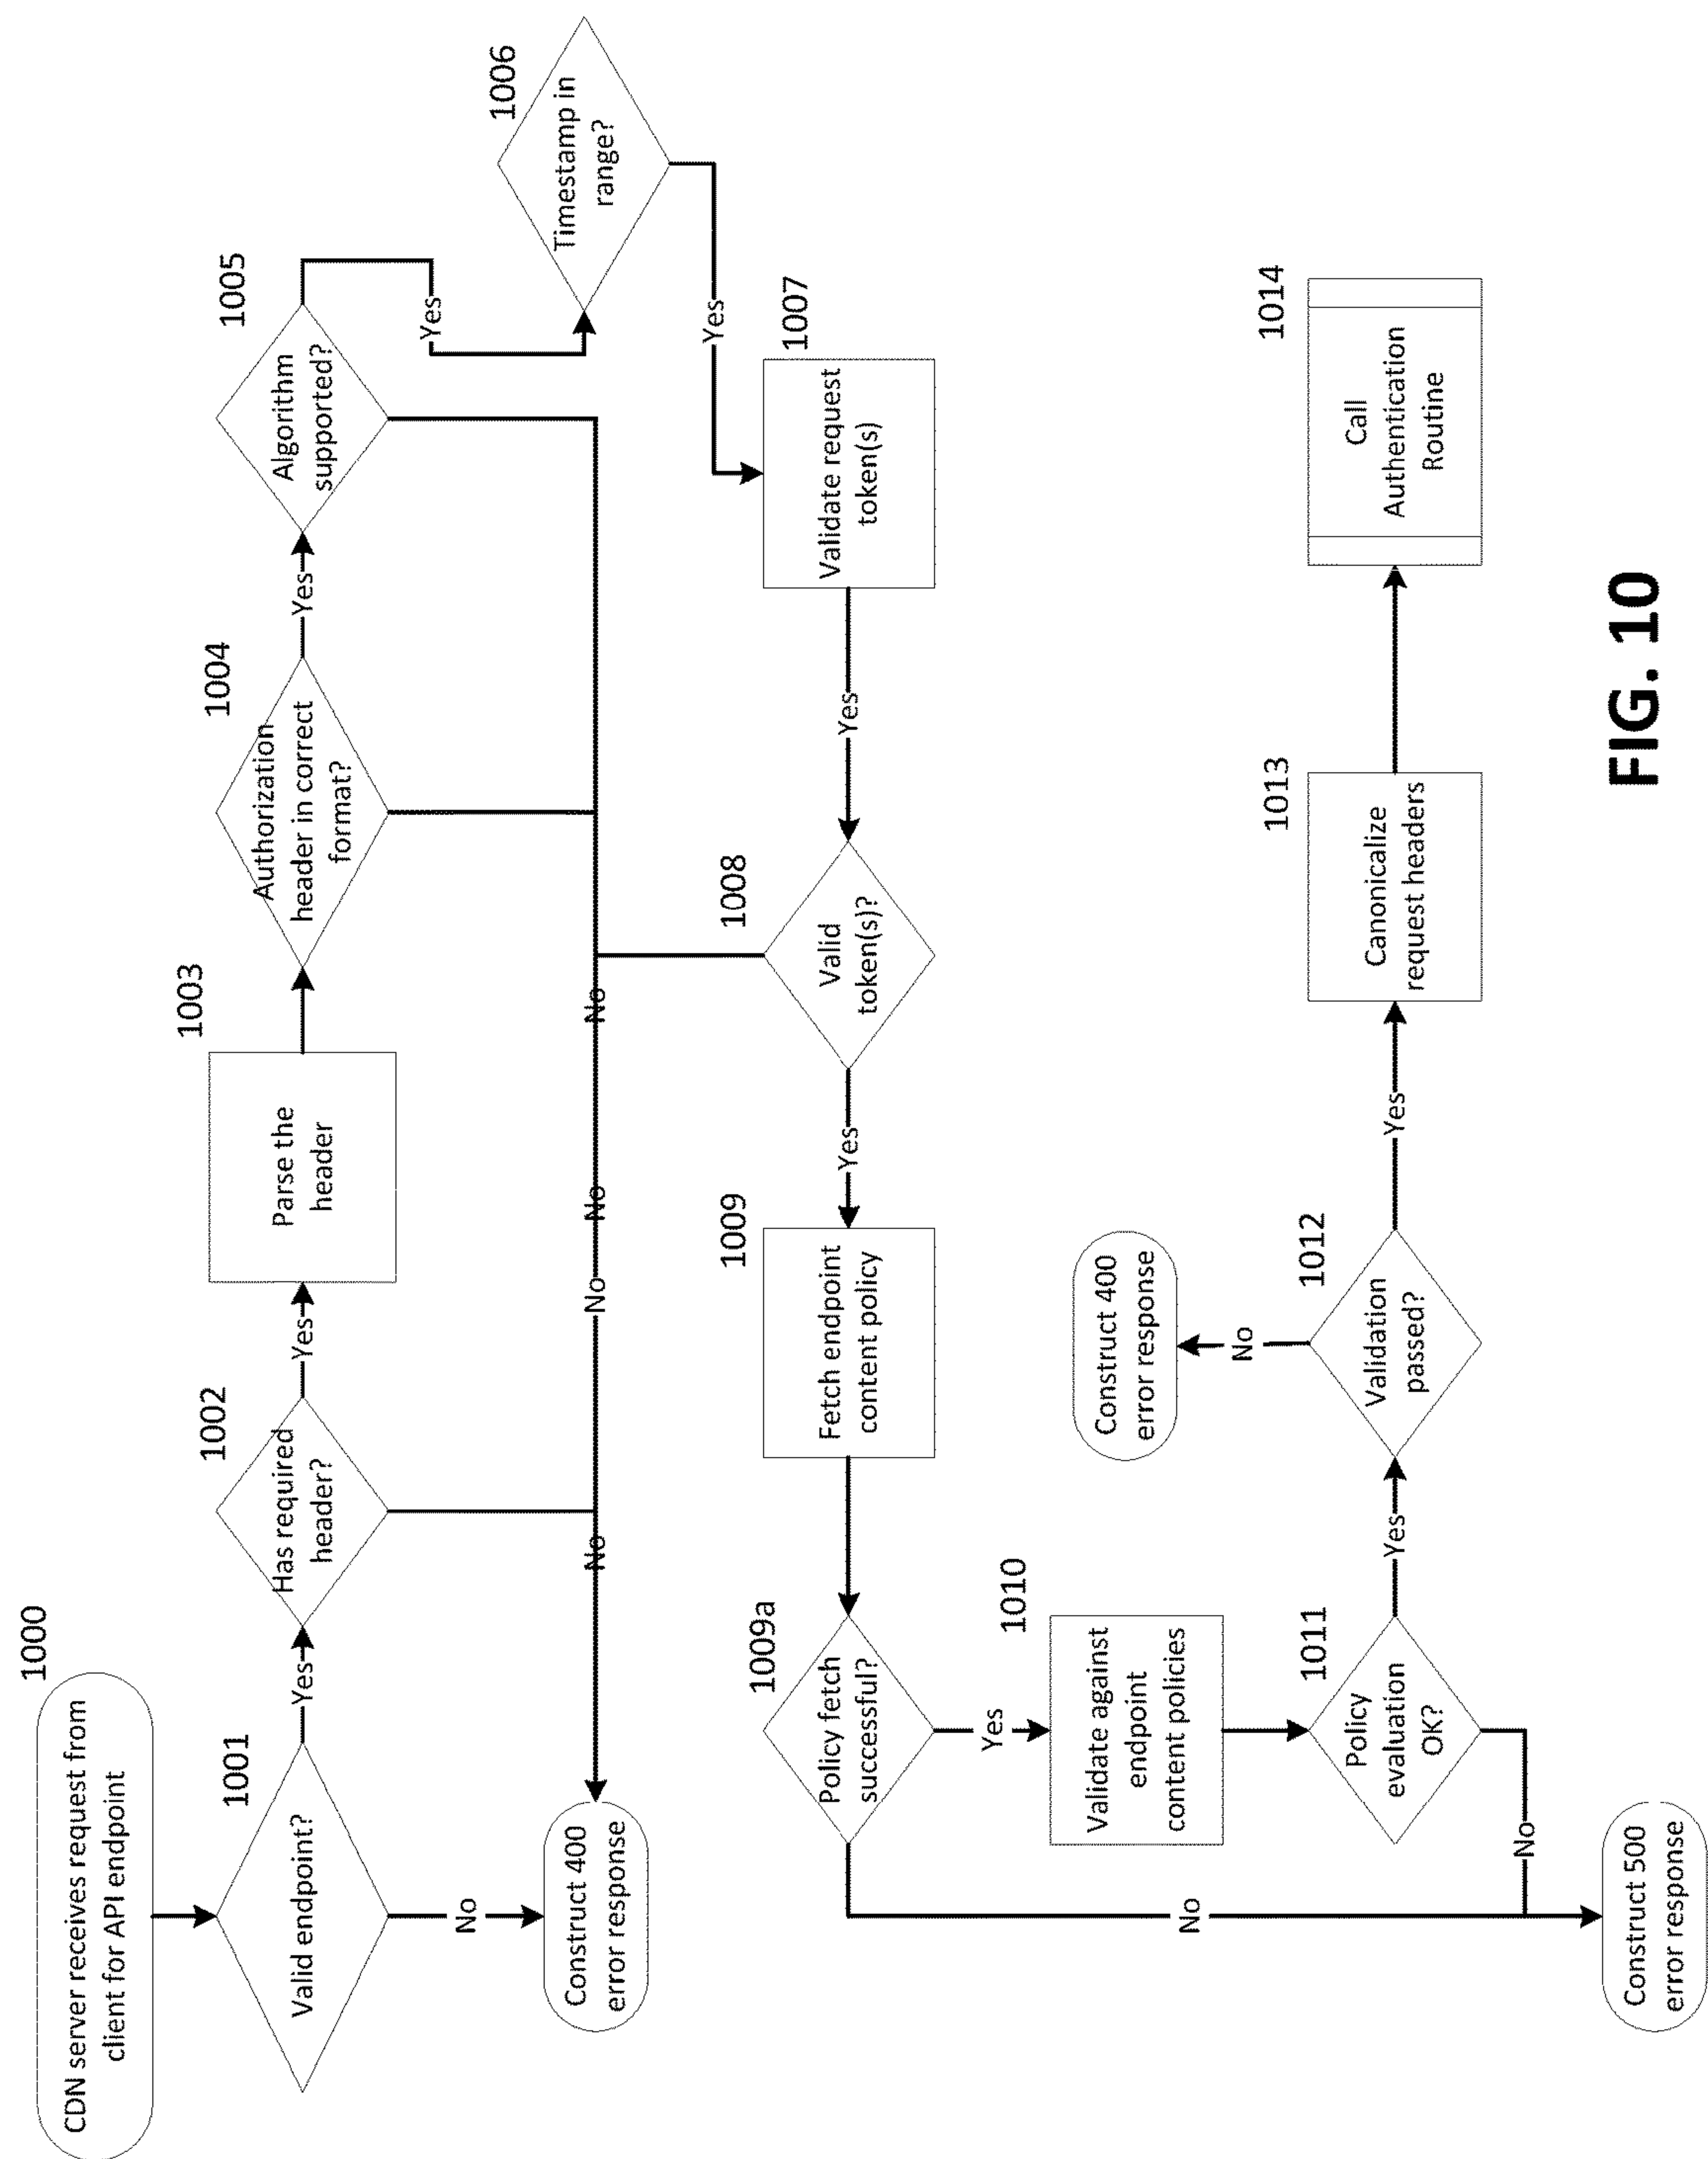 1000
CDN server receives request from
client for API endpoint
1001
Valid endpoint?
Yes
No
Construct 400
error response
1002
Has required
header?
Yes
No
1003
Parse the
header
1004
Authorization
header in correct
format?
Yes
No
1005
Algorithm
supported?
Yes
No
1006
Timestamp in
range?
Yes
1007
Validate request
token(s)
Yes
1008
Valid
token(s)?
No
Yes
1009
Fetch endpoint
content policy
1009a
Policy fetch
successful?
Yes
No
1010
Validate against
endpoint
content policies
1011
Policy
evaluation
OK?
Yes
No
Construct 500
error response
1012
Validation
passed?
No
Construct 400
error response
Yes
1013
Canonicalize
request headers
1014
Call
Authentication
Routine
FIG. 10